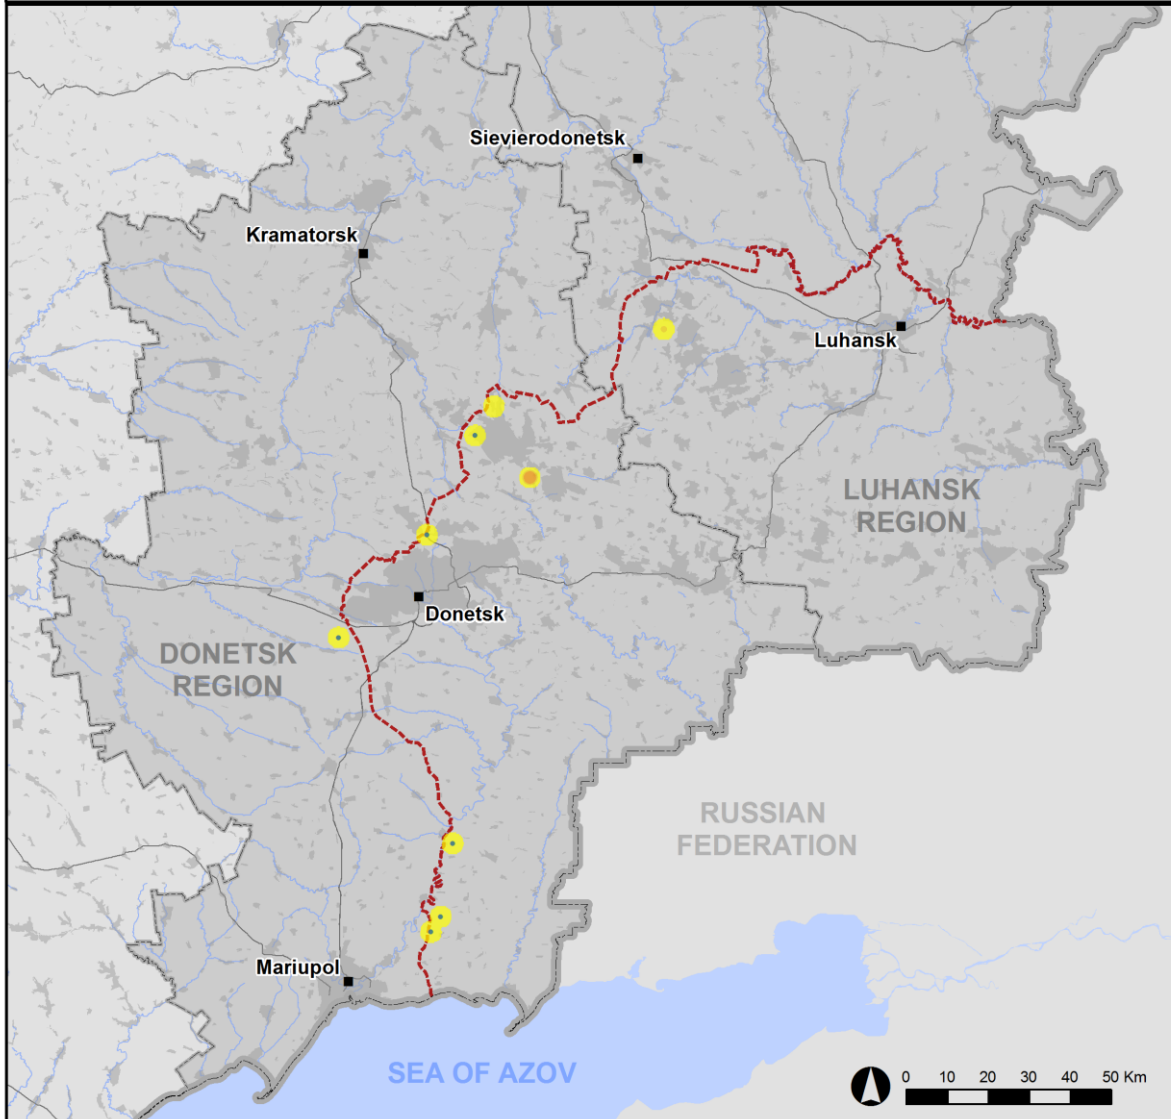 Sievierodonetsk
Kramatorsk
Luhansk
LUHANSK
REGION
Donetsk
DONETSK
REGION
RUSSIAN
FEDERATION
Mariupol
SEA OF AZOV
0 10 20 30 40 50 Km